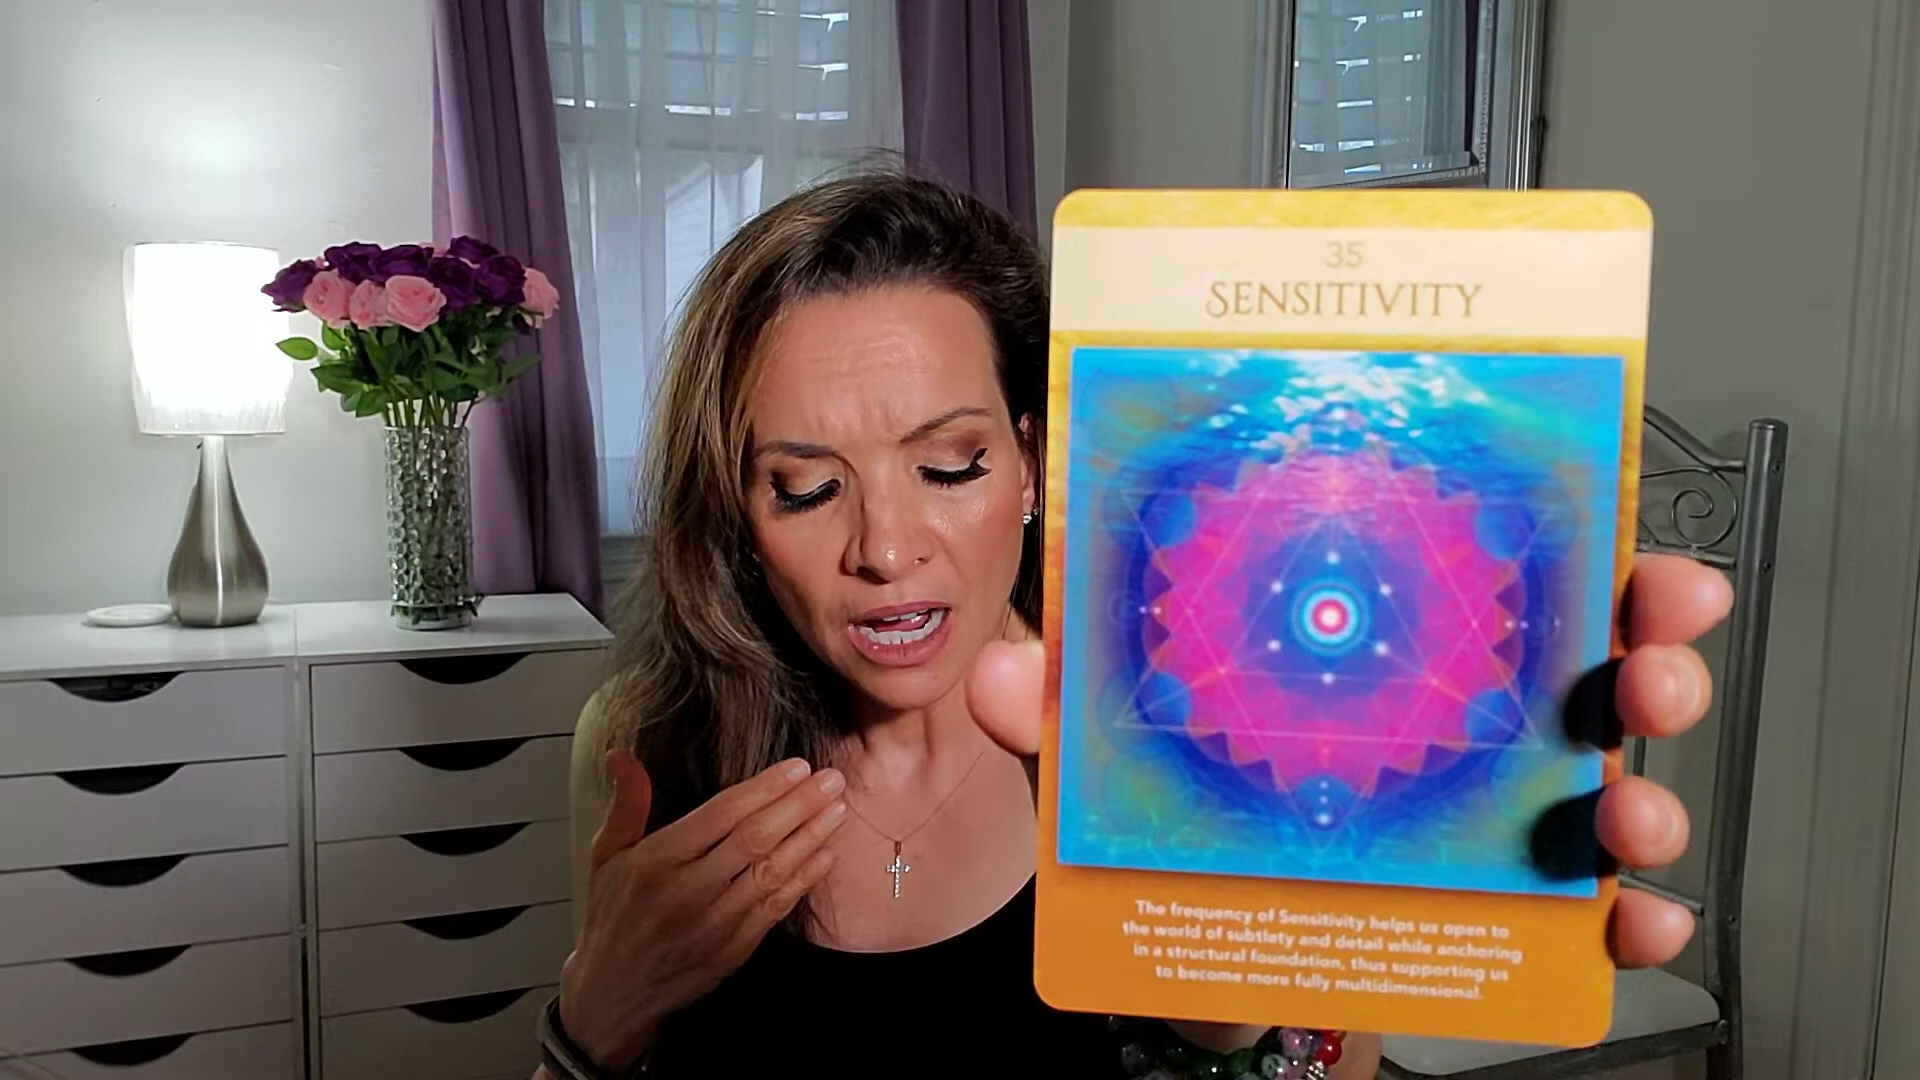 35
SENSITIVITY
The frequency of Sensitivity helps us open to
the world of subtlety and detail while anchoring
in a structural foundation, thus supporting us
to become more fully multidimensional.